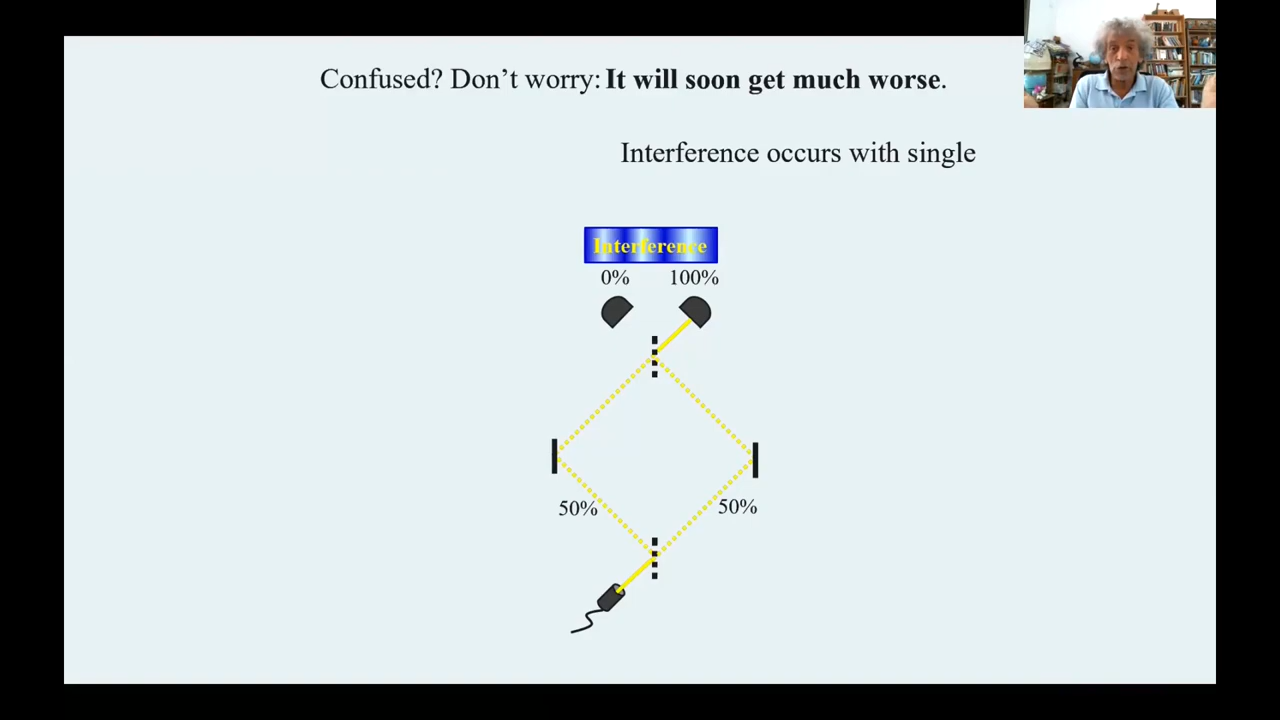 Confused? Don’t worry: It will soon get much worse.
Interference occurs with single
Interference
0% 100%
50% 50%